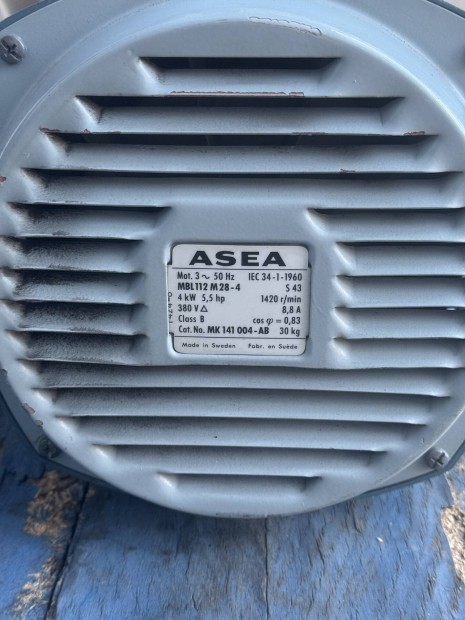 ASEA
Mot. 3~ 50 Hz IEC 34-1-1960
MBL112 M 28-4 S 43
4 kW 5,5 hp 1420 r/min
380 V Δ 8,8 A
Class B cos φ = 0,83
Cat. No. MK 141 004-AB 30 kg
Made in Sweden Fabr. en Suède